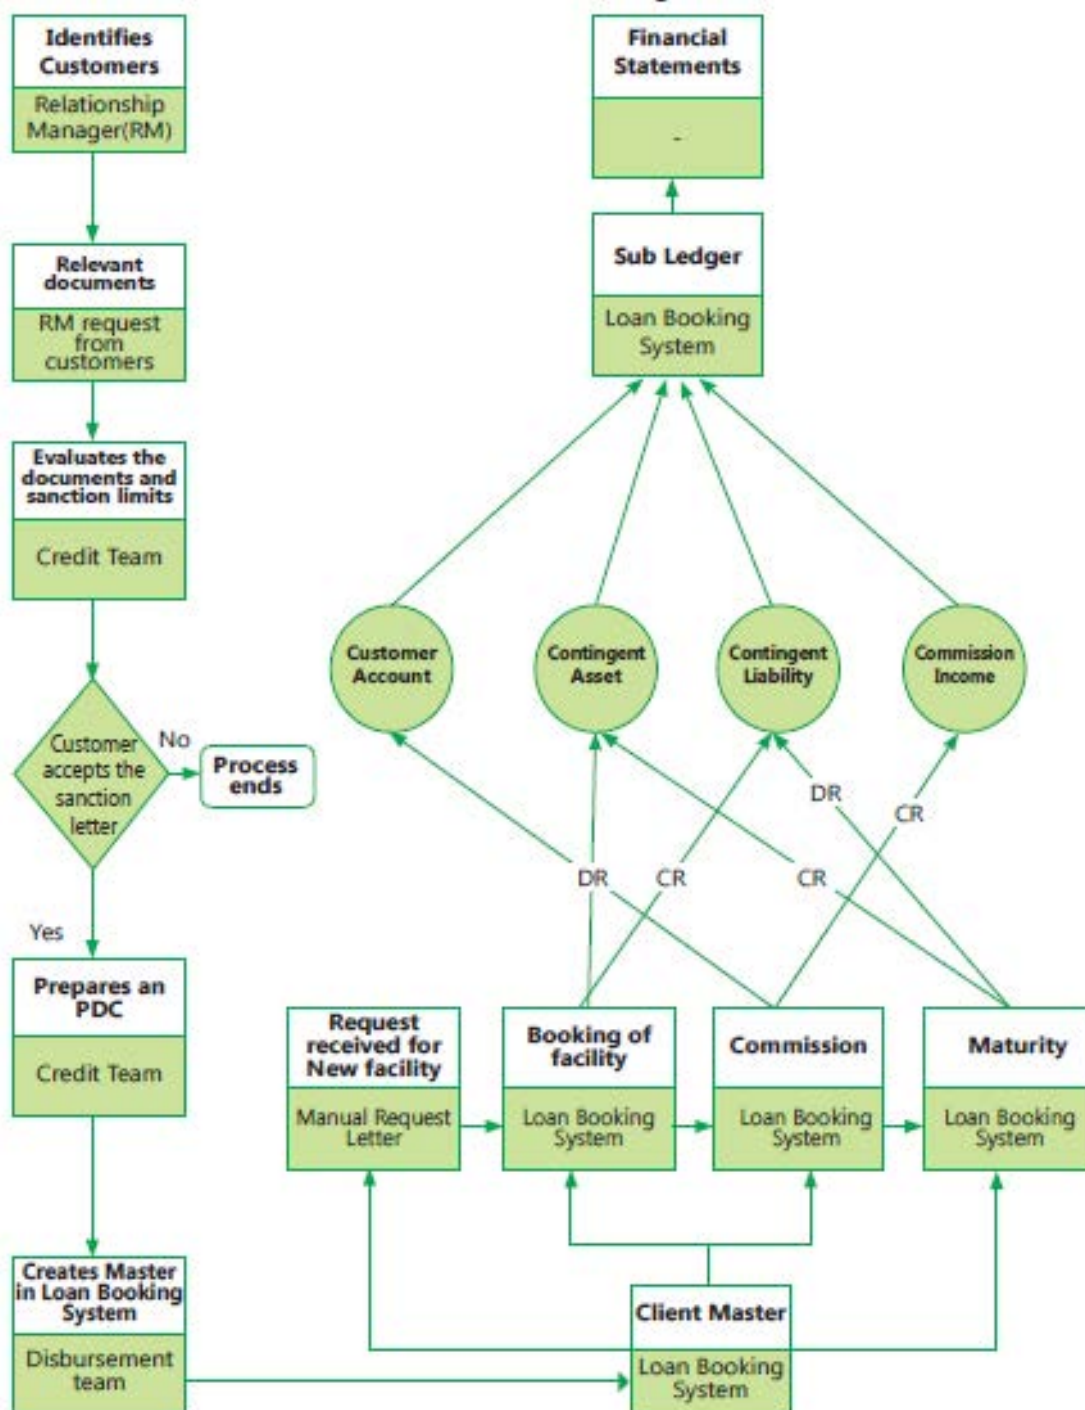 Identifies
Customers
Relationship
Manager(RM)
Relevant
documents
RM request
from
customers
Evaluates the
documents and
sanction limits
Credit Team
Customer
accepts the
sanction
letter
No
Process
ends
Yes
Prepares an
PDC
Credit Team
Creates Master
in Loan Booking
System
Disbursement
team
Financial
Statements
-
Sub Ledger
Loan Booking
System
Customer
Account
Contingent
Asset
Contingent
Liability
Commission
Income
DR
CR
DR
CR
CR
Request
received for
New facility
Manual Request
Letter
Booking of
facility
Loan Booking
System
Commission
Loan Booking
System
Maturity
Loan Booking
System
Client Master
Loan Booking
System